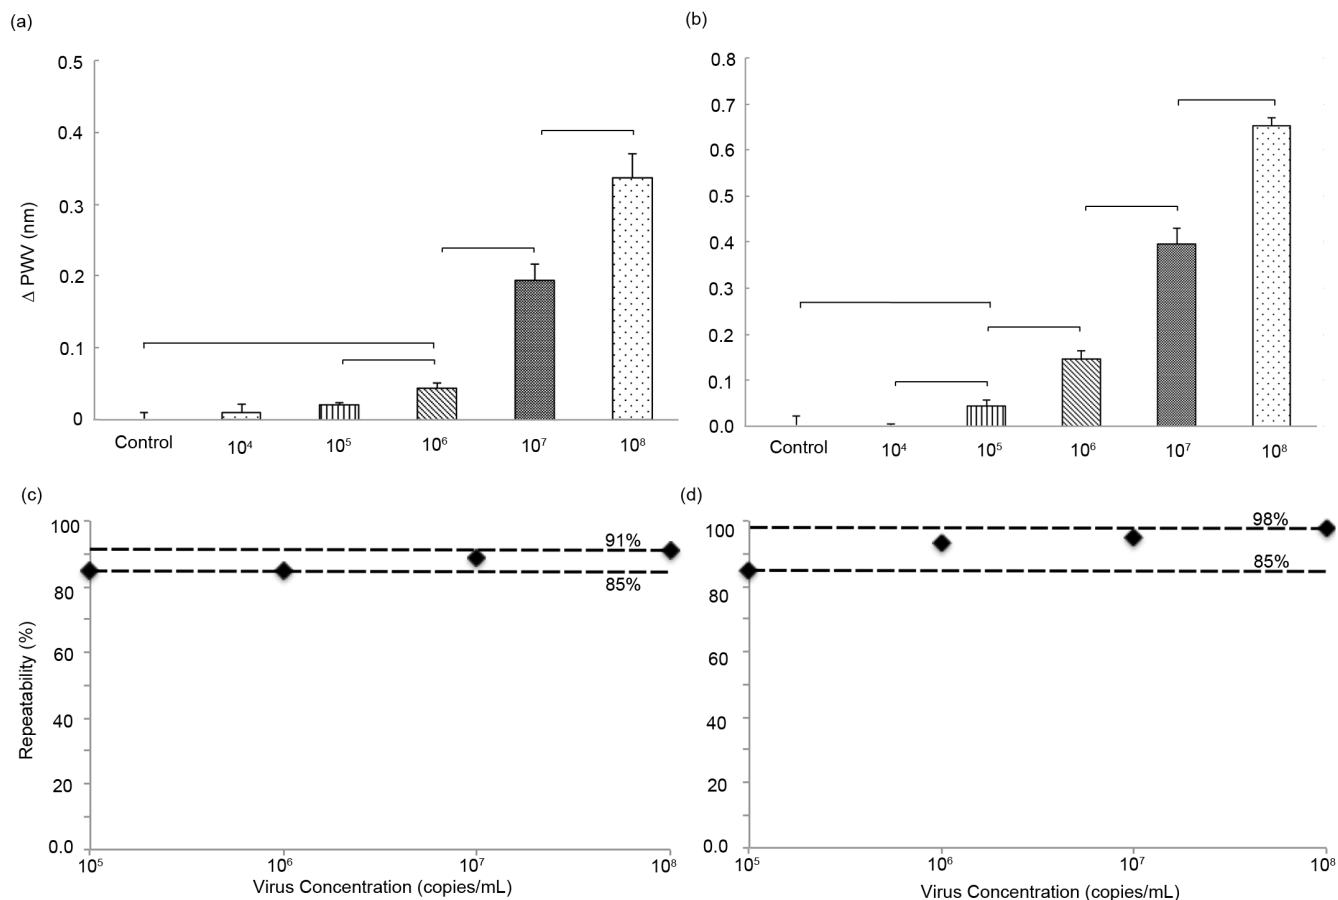 (a)
0.5
0.4
0.3
0.2
0.1
0
Δ PWV (nm)
Control 10⁴ 10⁵ 10⁶ 10⁷ 10⁸
(b)
0.8
0.7
0.6
0.5
0.4
0.3
0.2
0.1
0.0
Control 10⁴ 10⁵ 10⁶ 10⁷ 10⁸
(c)
100
80
60
40
20
0.0
Repeatability (%)
91%
85%
10⁵ 10⁶ 10⁷ 10⁸
Virus Concentration (copies/mL)
(d)
100
80
60
40
20
0.0
98%
85%
10⁵ 10⁶ 10⁷ 10⁸
Virus Concentration (copies/mL)